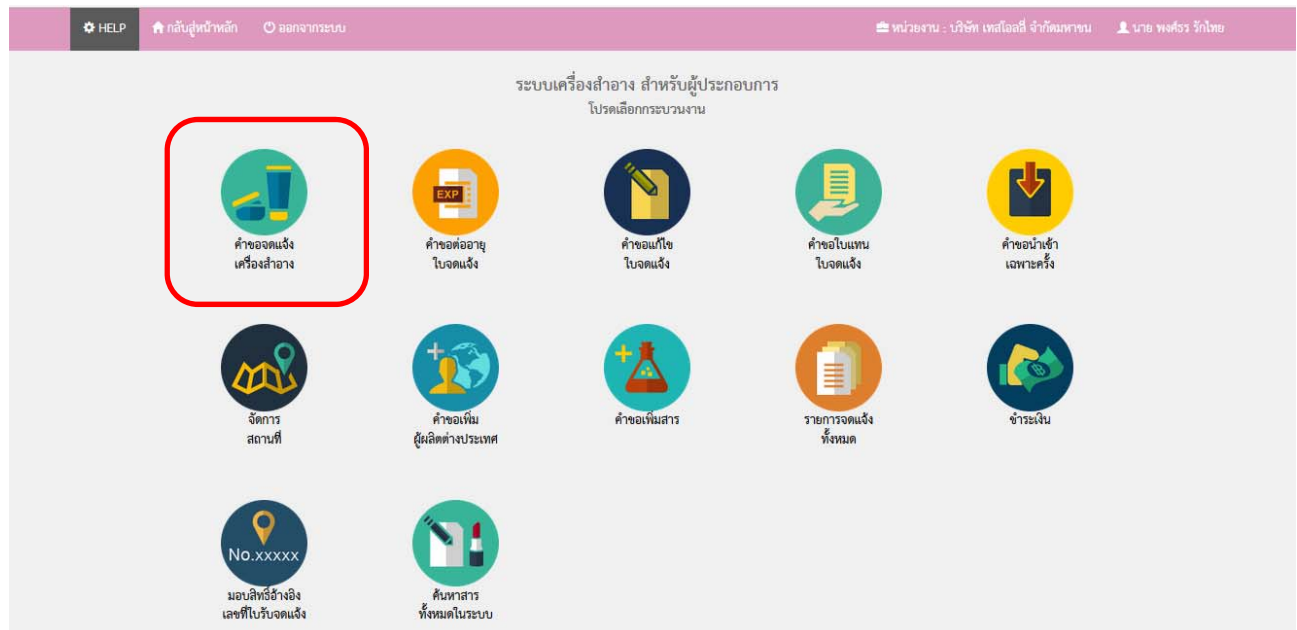 HELP กลับสู่หน้าหลัก ออกจากระบบ หน่วยงาน : บริษัท เทสโอสถี่ จำกัดมหาชน นาย พงศ์ธร รักไทย
ระบบเครื่องสำอาง สำหรับผู้ประกอบการ
โปรดเลือกกระบวนงาน
EXP
คำขอจดแจ้ง
เครื่องสำอาง
คำขอต่ออายุ
ใบจดแจ้ง
คำขอแก้ไข
ใบจดแจ้ง
คำขอใบแทน
ใบจดแจ้ง
คำขอนำเข้า
เฉพาะครั้ง
จัดการ
สถานที่
คำขอเพิ่ม
ผู้ผลิตต่างประเทศ
คำขอเพิ่มสาร
รายการจดแจ้ง
ทั้งหมด
฿
ชำระเงิน
No.xxxxx
มอบสิทธิ์อ้างอิง
เลขที่ใบรับจดแจ้ง
ค้นหาสาร
ทั้งหมดในระบบ